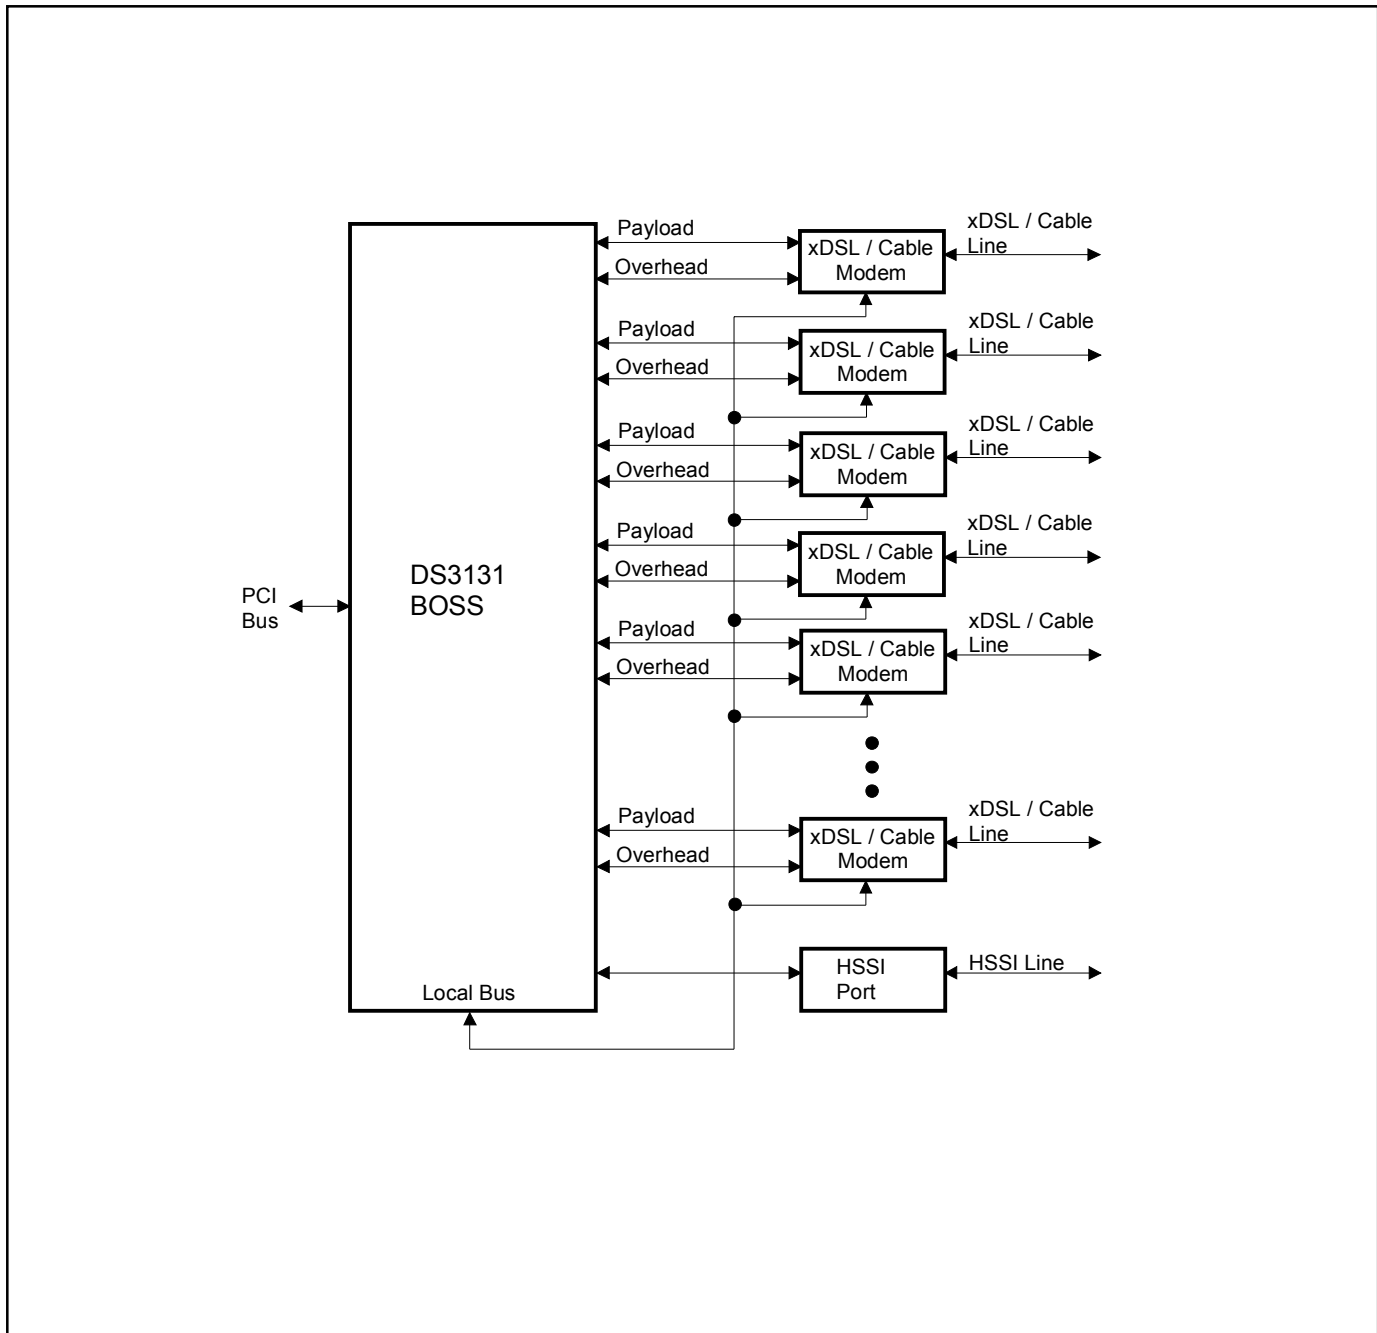 Payload
Overhead
xDSL / Cable
Modem
xDSL / Cable
Line
Payload
Overhead
xDSL / Cable
Modem
xDSL / Cable
Line
Payload
Overhead
xDSL / Cable
Modem
xDSL / Cable
Line
Payload
Overhead
xDSL / Cable
Modem
xDSL / Cable
Line
DS3131
BOSS
PCI
Bus
Payload
Overhead
xDSL / Cable
Modem
xDSL / Cable
Line
Payload
Overhead
xDSL / Cable
Modem
xDSL / Cable
Line
HSSI
Port
HSSI Line
Local Bus